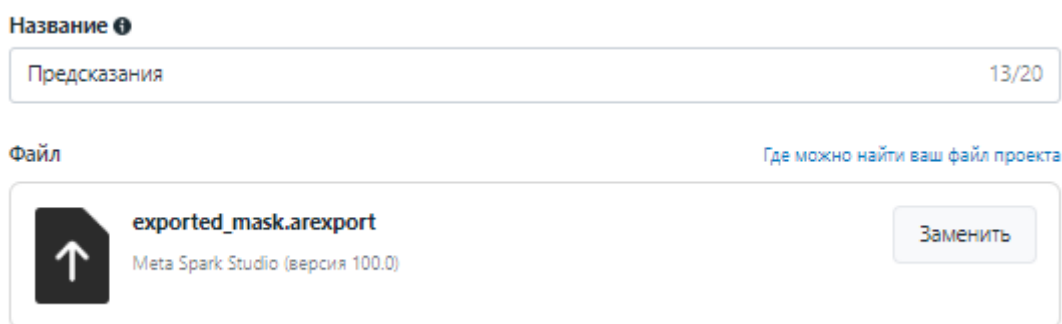 Название
Предсказания 13/20
Файл Где можно найти ваш файл проекта
exported_mask.arexport
Заменить
Meta Spark Studio (версия 100.0)